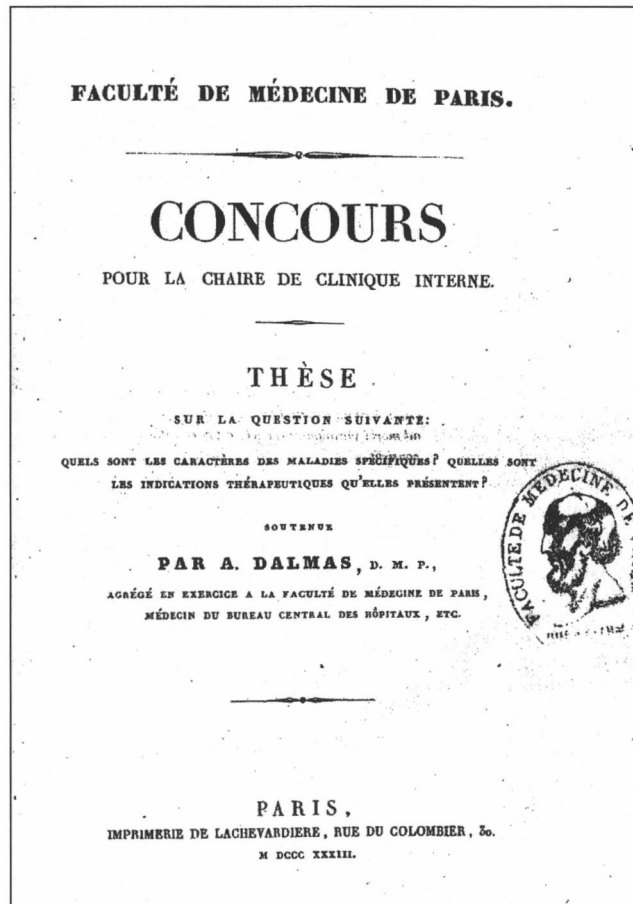 FACULTÉ DE MÉDECINE DE PARIS.
CONCOURS
POUR LA CHAIRE DE CLINIQUE INTERNE.
THÈSE
SUR LA QUESTION SUIVANTE:
QUELS SONT LES CARACTÈRES DES MALADIES SPÉCIFIQUES? QUELLES SONT
LES INDICATIONS THÉRAPEUTIQUES QU'ELLES PRÉSENTENT?
SOUTENUE
PAR A. DALMAS, D. M. P.,
AGRÉGÉ EN EXERCICE A LA FACULTÉ DE MÉDECINE DE PARIS,
MÉDECIN DU BUREAU CENTRAL DES HÔPITAUX, ETC.
FACULTE DE MEDECINE DE
PARIS,
IMPRIMERIE DE LACHEVARDIERE, RUE DU COLOMBIER, 30.
M DCCC XXXIII.